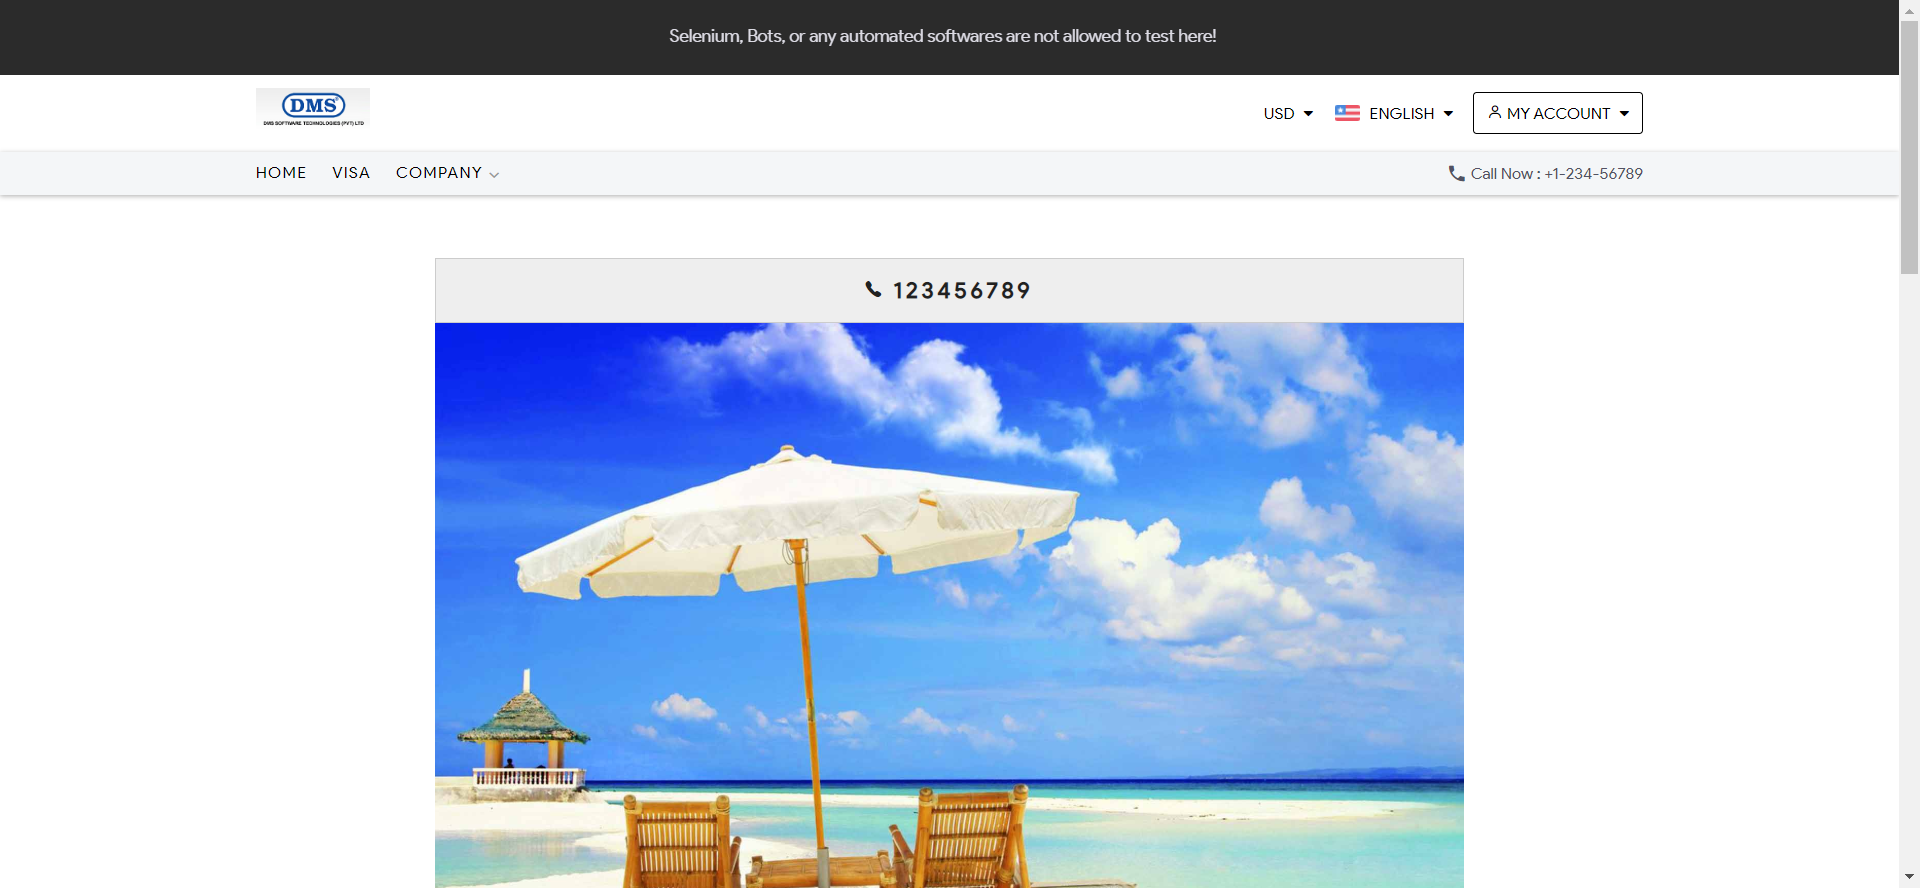 Selenium, Bots, or any automated softwares are not allowed to test here!
DMS
DMS SOFTWARE TECHNOLOGIES (PVT) LTD
USD
ENGLISH
MY ACCOUNT
HOME
VISA
COMPANY
Call Now : +1-234-56789
123456789